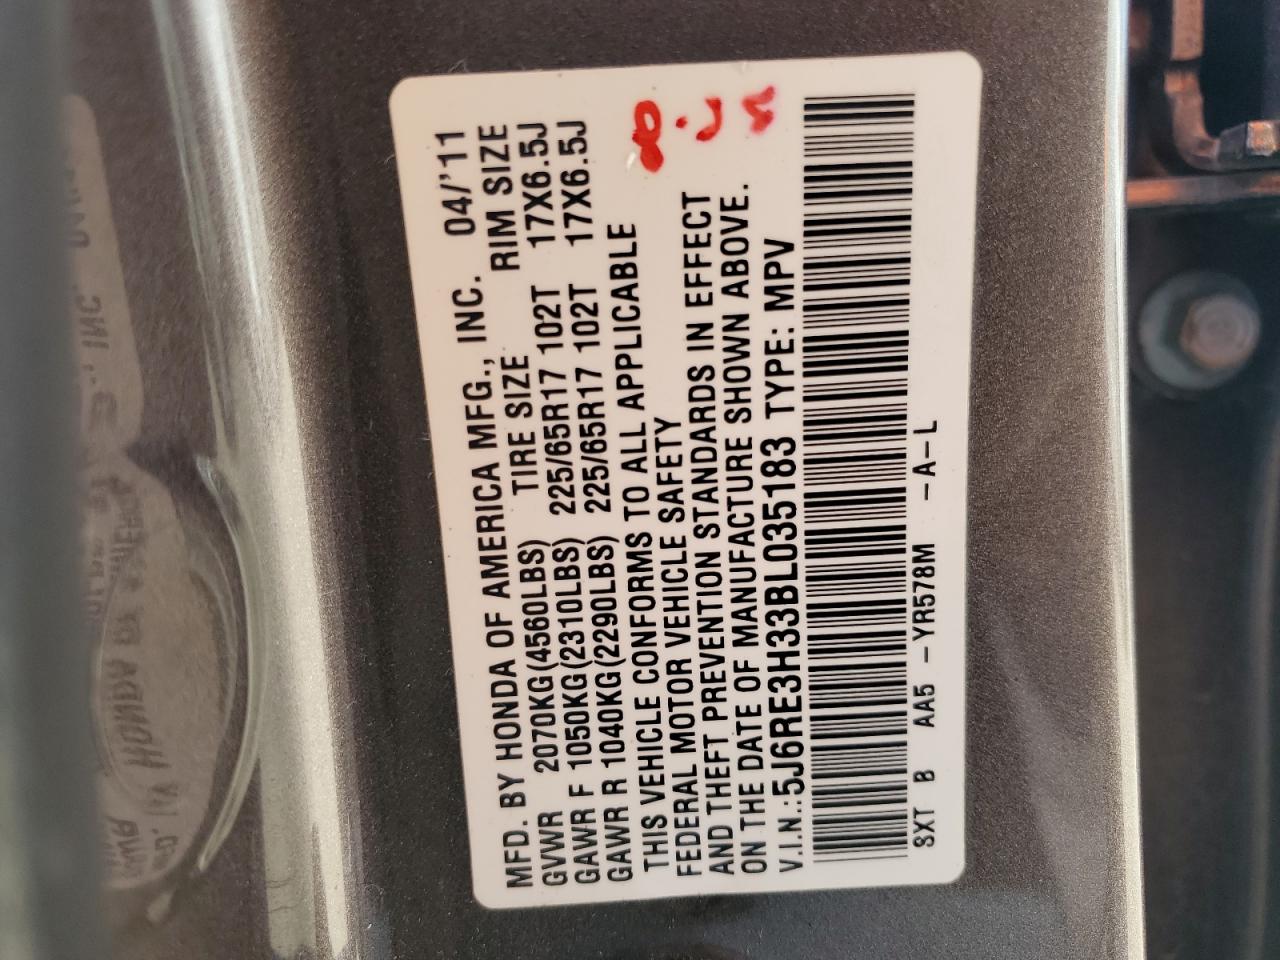 MFD. BY HONDA OF AMERICA MFG., INC. 04/'11
TIRE SIZE RIM SIZE
GVWR 2070KG(4560LBS)
GAWR F 1050KG(2310LBS) 225/65R17 102T 17X6.5J
GAWR R 1040KG(2290LBS) 225/65R17 102T 17X6.5J
THIS VEHICLE CONFORMS TO ALL APPLICABLE
FEDERAL MOTOR VEHICLE SAFETY
AND THEFT PREVENTION STANDARDS IN EFFECT
ON THE DATE OF MANUFACTURE SHOWN ABOVE.
V.I.N.:5J6RE3H33BL035183 TYPE: MPV
SXT B AA5 -YR578M -A-L